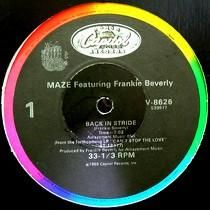 Capitol
MAZE Featuring Frankie Beverly
1
V-8626
BACK IN STRIDE
(Frankie Beverly)
Time - 7:02
Amazement Music
(from the forthcoming LP "CAN'T STOP THE LOVE"
Produced by Frankie Beverly for Amazement Music
33-1/3 RPM
℗1985 Capitol Records, Inc.